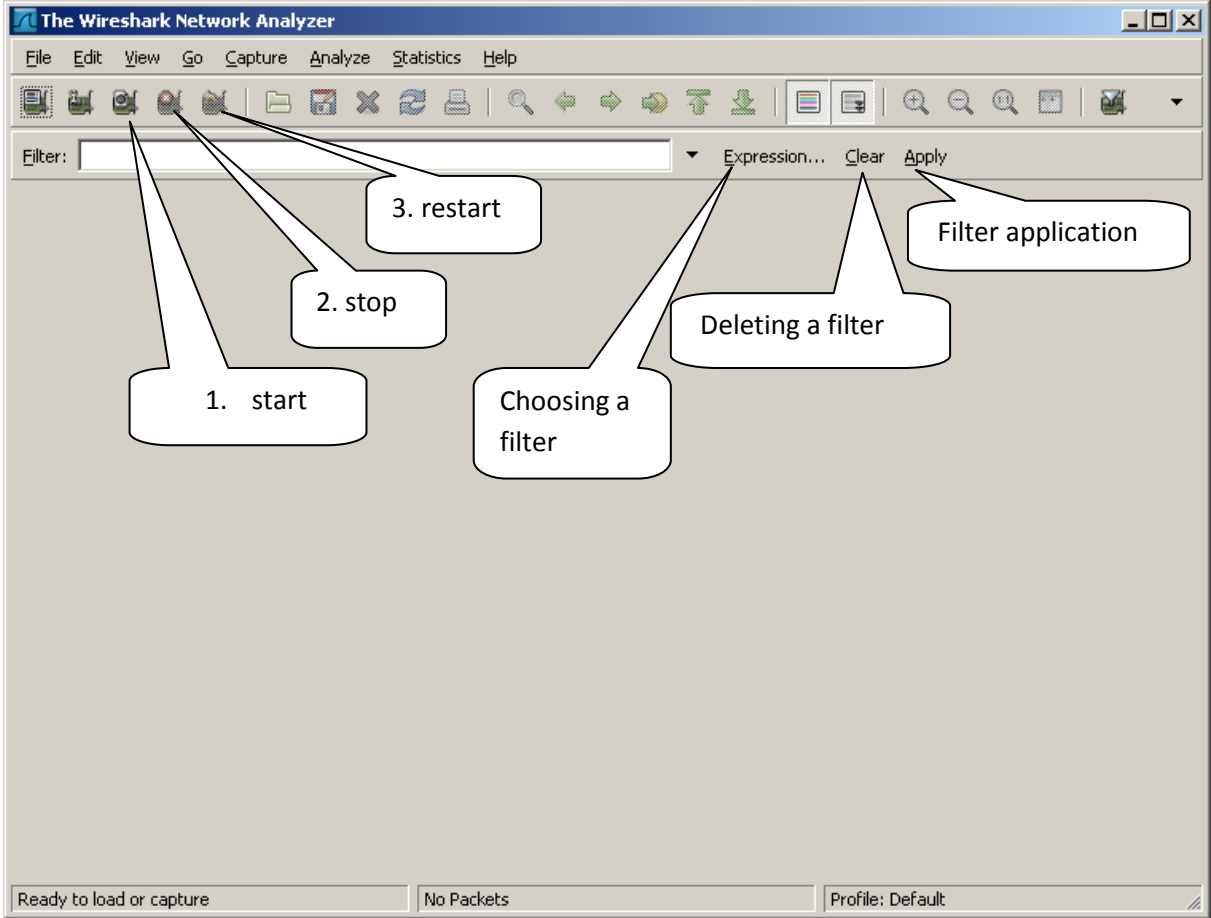 The Wireshark Network Analyzer
File Edit View Go Capture Analyze Statistics Help
Filter: Expression... Clear Apply
3. restart
Filter application
2. stop
Deleting a filter
1. start
Choosing a
filter
Ready to load or capture No Packets Profile: Default